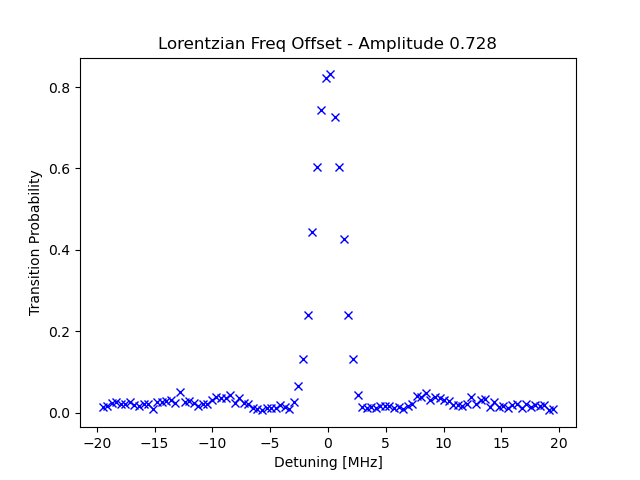 Lorentzian Freq Offset - Amplitude 0.728
Transition Probability
0.8
0.6
0.4
0.2
0.0
−20 −15 −10 −5 0 5 10 15 20
Detuning [MHz]